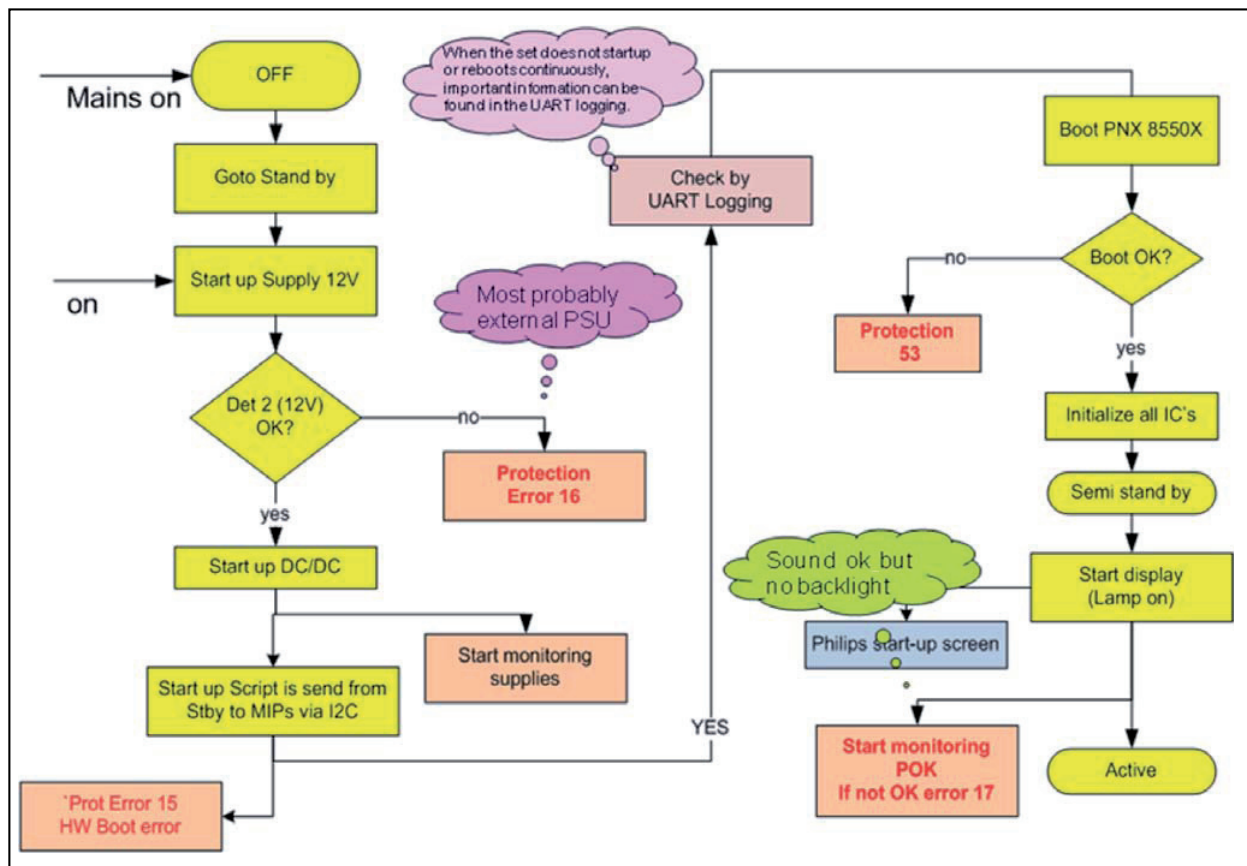 Mains on
OFF
Goto Stand by
on
Start up Supply 12V
Det 2 (12V)
OK?
no
Most probably
external PSU
Protection
Error 16
yes
Start up DC/DC
Start monitoring
supplies
Start up Script is send from
Stby to MIPs via I2C
`Prot Error 15
HW Boot error
YES
When the set does not startup
or reboots continuously,
important information can be
found in the UART logging.
Check by
UART Logging
Boot PNX 8550X
Boot OK?
no
Protection
53
yes
Initialize all IC's
Semi stand by
Start display
(Lamp on)
Sound ok but
no backlight
Philips start-up screen
Start monitoring
POK
If not OK error 17
Active